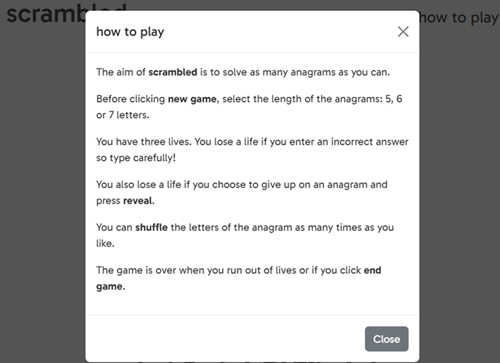 scrambled
how to play
how to play
The aim of scrambled is to solve as many anagrams as you can.
Before clicking new game, select the length of the anagrams: 5, 6
or 7 letters.
You have three lives. You lose a life if you enter an incorrect answer
so type carefully!
You also lose a life if you choose to give up on an anagram and
press reveal.
You can shuffle the letters of the anagram as many times as you
like.
The game is over when you run out of lives or if you click end
game.
Close